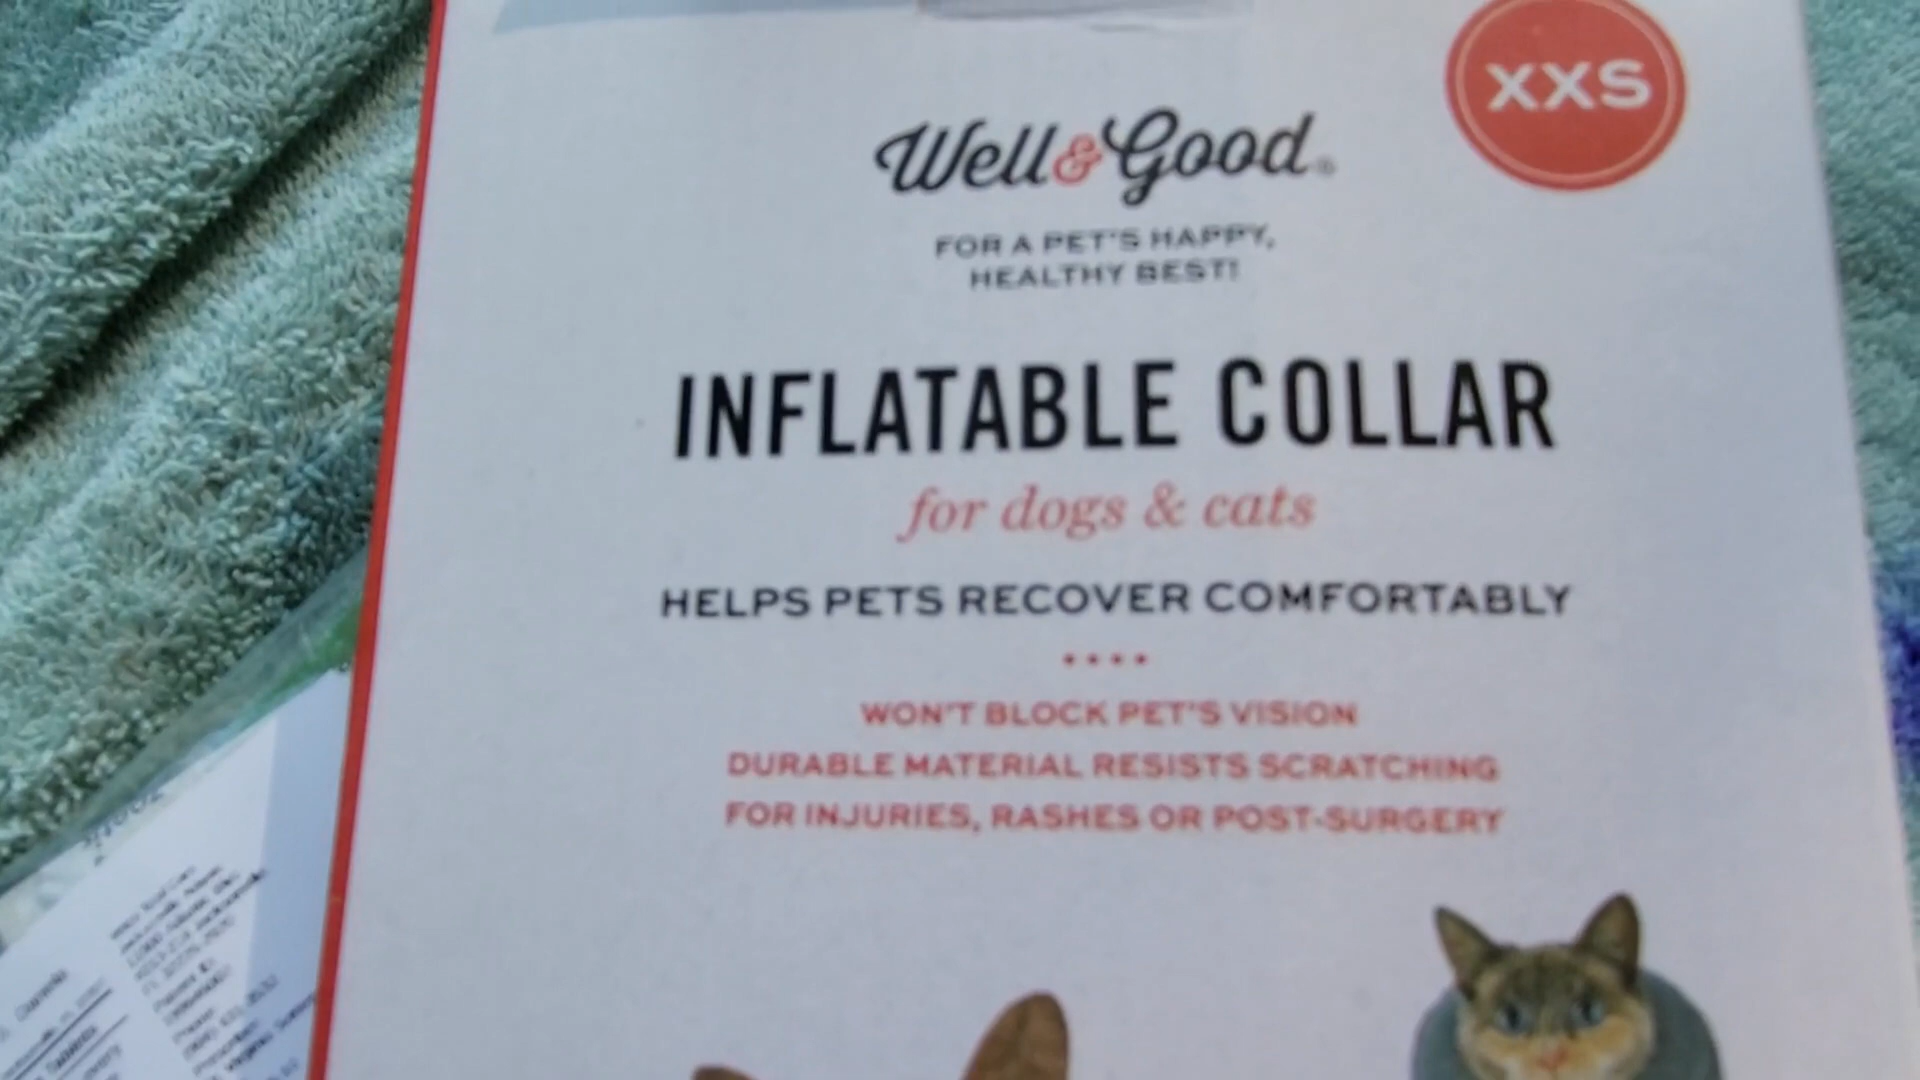 XXS
Well&Good®
FOR A PET'S HAPPY,
HEALTHY BEST!
INFLATABLE COLLAR
for dogs & cats
HELPS PETS RECOVER COMFORTABLY
WON'T BLOCK PET'S VISION
DURABLE MATERIAL RESISTS SCRATCHING
FOR INJURIES, RASHES OR POST-SURGERY